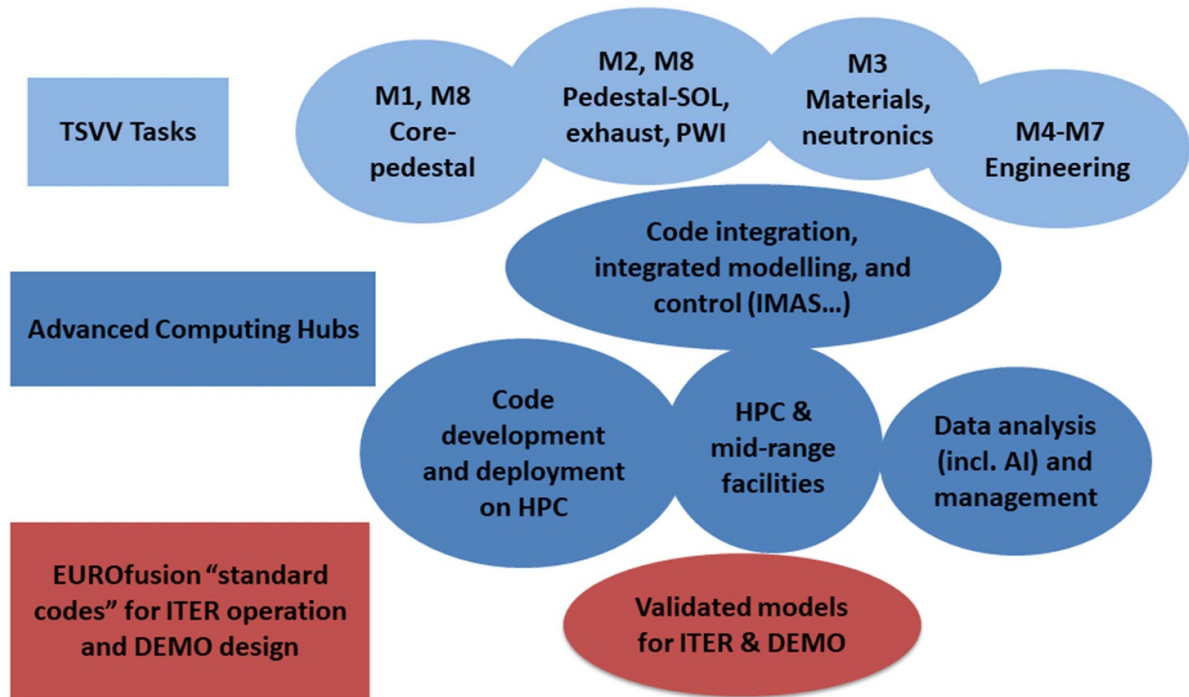 TSVV Tasks
M1, M8
Core-
pedestal
M2, M8
Pedestal-SOL,
exhaust, PWI
M3
Materials,
neutronics
M4-M7
Engineering
Advanced Computing Hubs
Code integration,
integrated modelling, and
control (IMAS…)
Code
development
and deployment
on HPC
HPC &
mid-range
facilities
Data analysis
(incl. AI) and
management
EUROfusion “standard
codes” for ITER operation
and DEMO design
Validated models
for ITER & DEMO